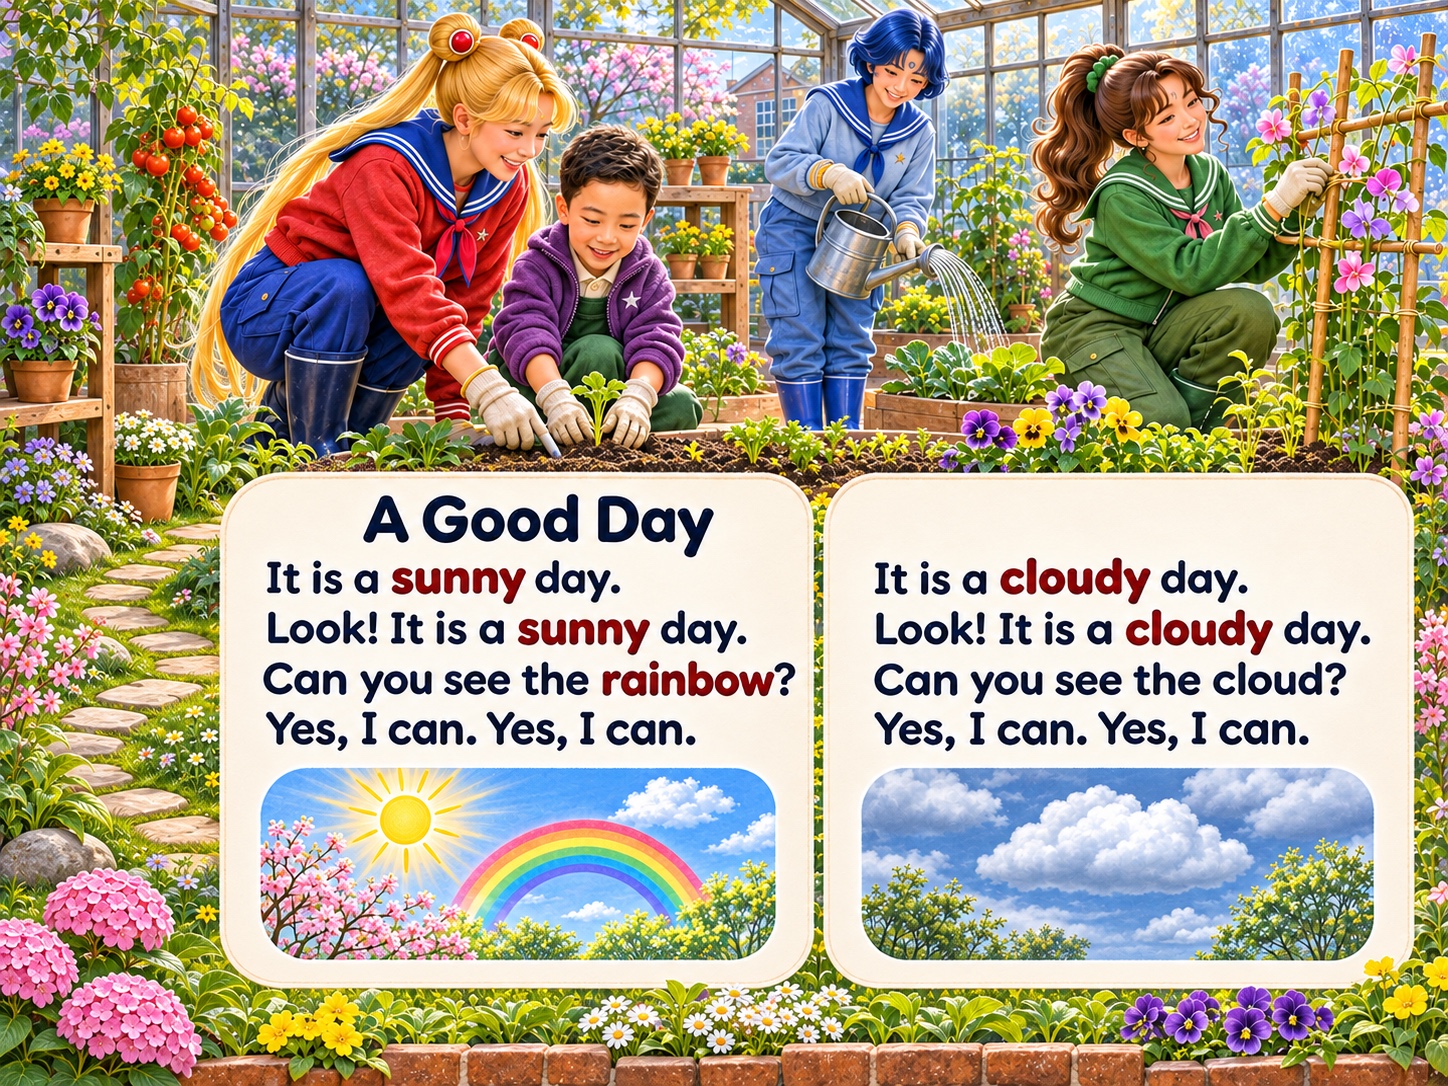 A Good Day
It is a sunny day.
Look! It is a sunny day.
Can you see the rainbow?
Yes, I can. Yes, I can.
It is a cloudy day.
Look! It is a cloudy day.
Can you see the cloud?
Yes, I can. Yes, I can.